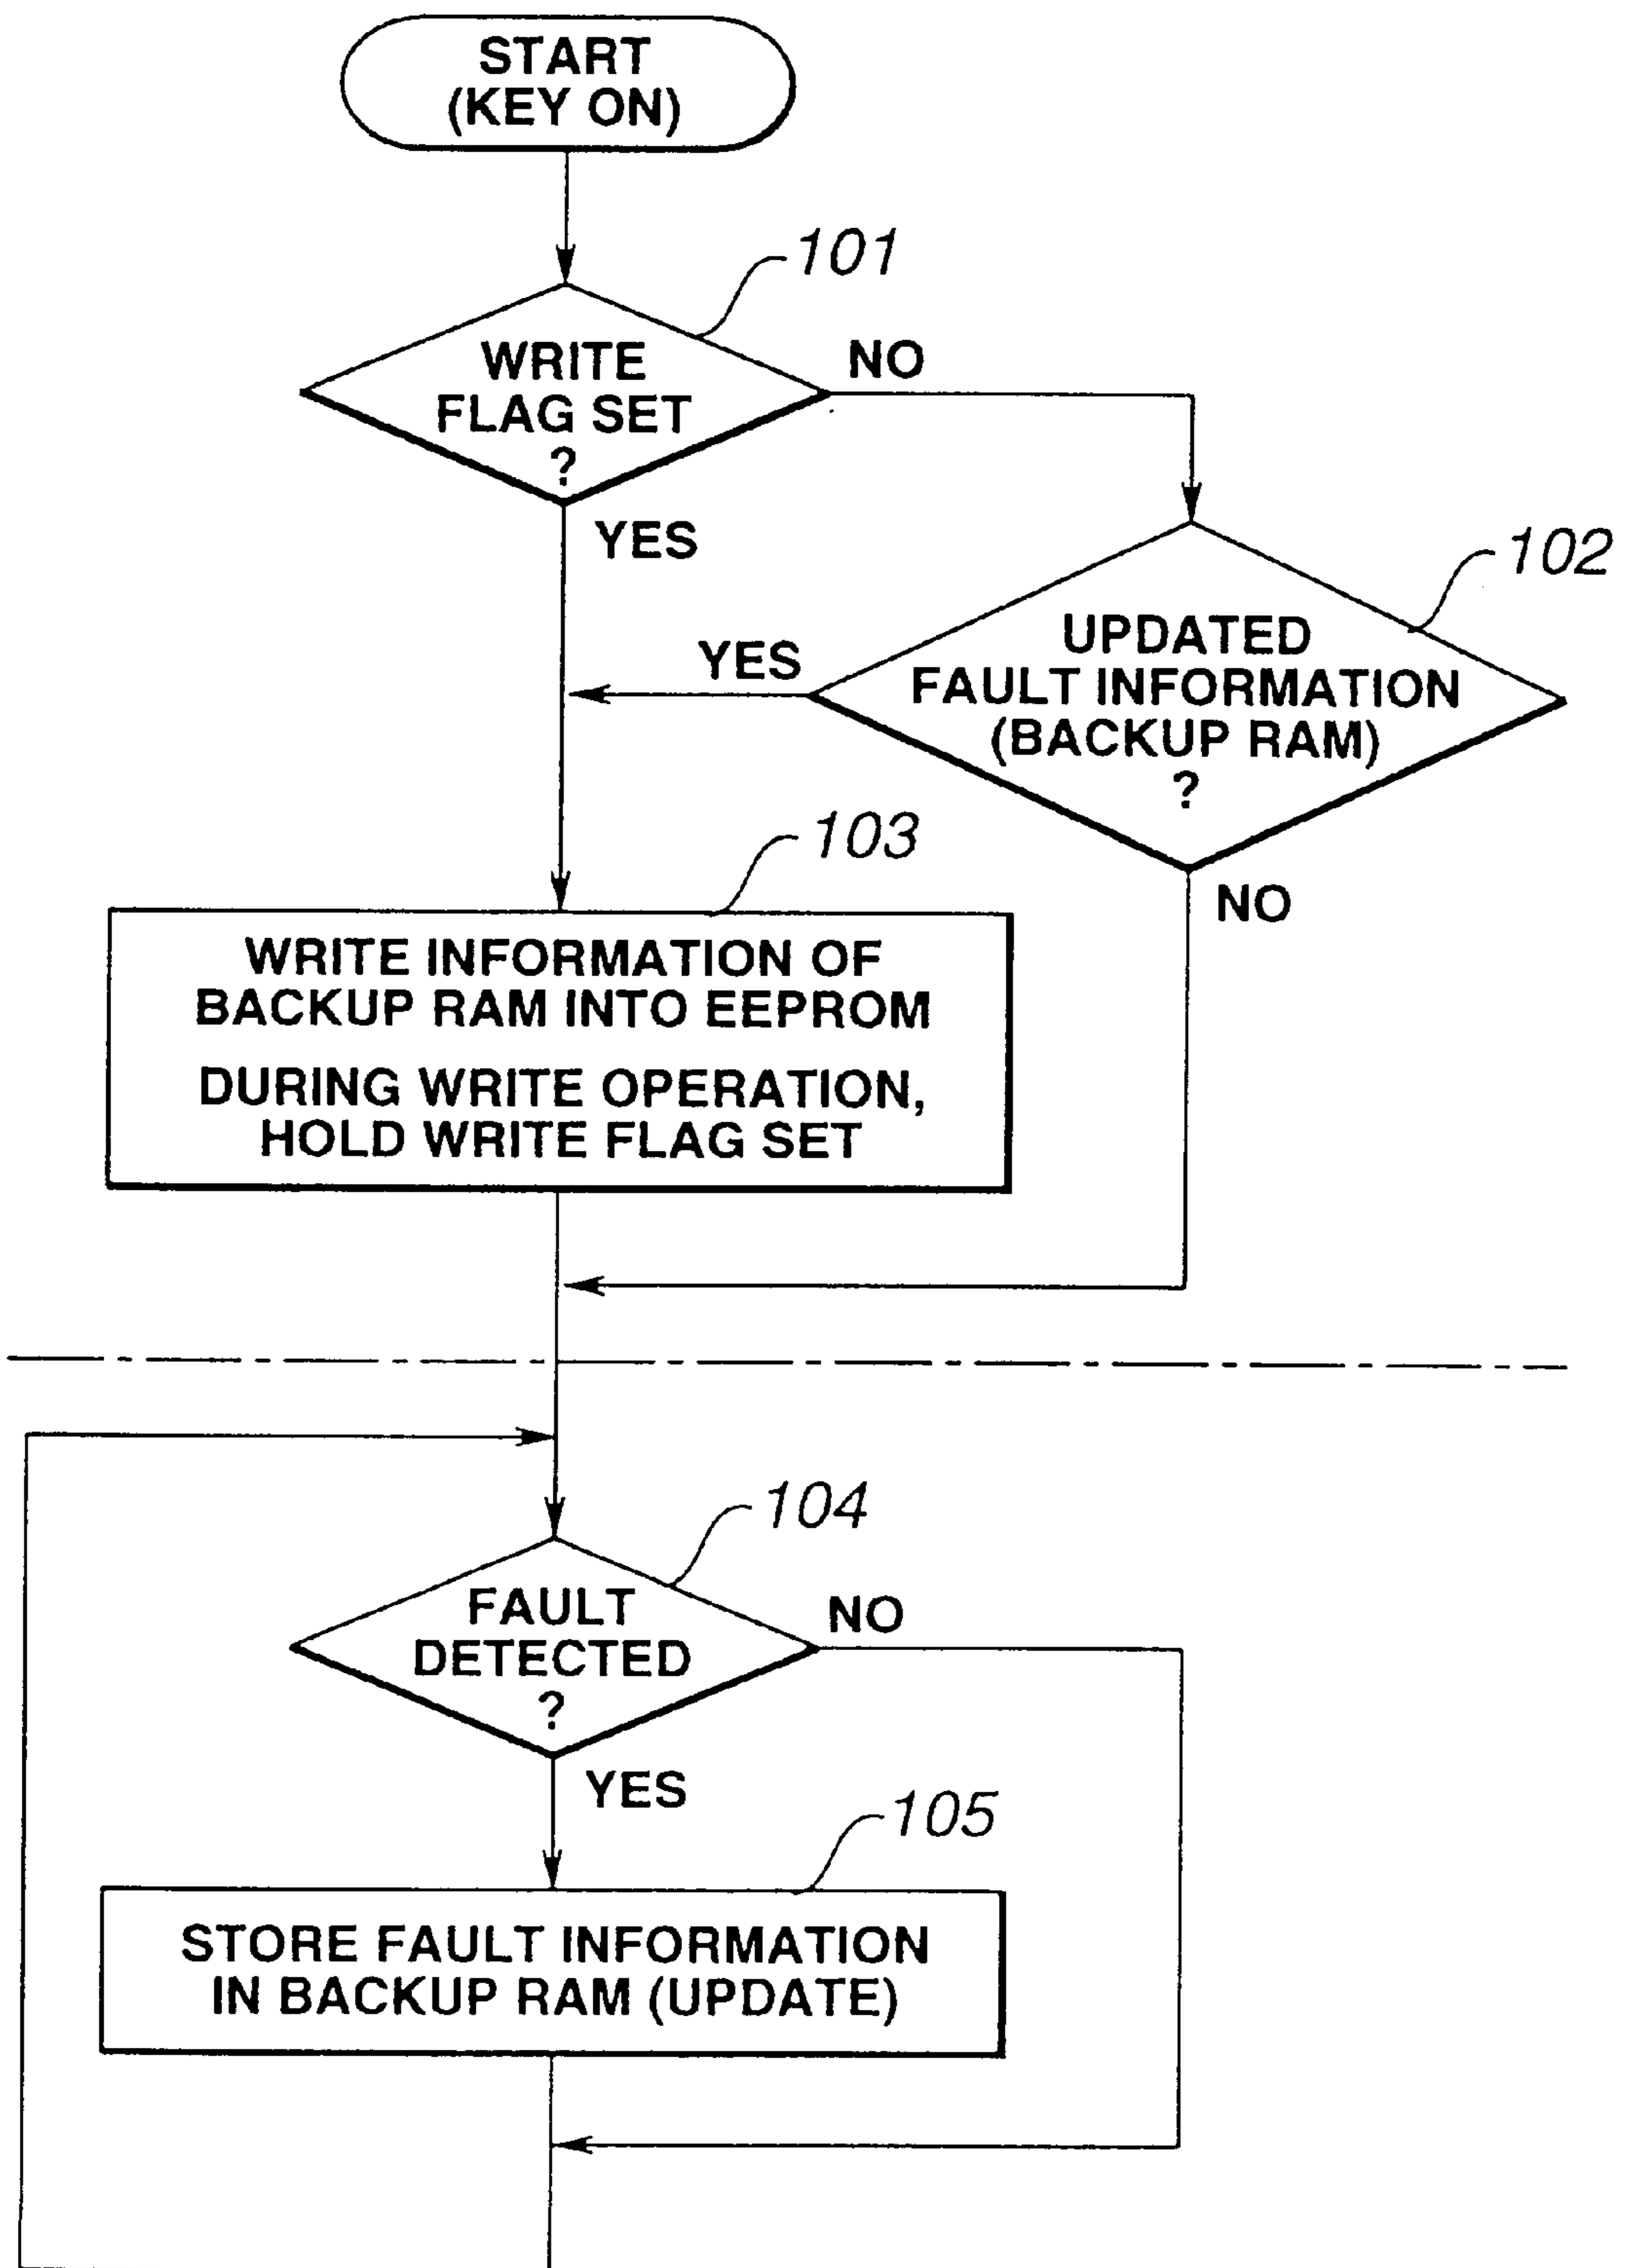 START
(KEY ON)
101
WRITE
FLAG SET
?
NO
YES
102
UPDATED
FAULT INFORMATION
(BACKUP RAM)
?
YES
NO
103
WRITE INFORMATION OF
BACKUP RAM INTO EEPROM
DURING WRITE OPERATION,
HOLD WRITE FLAG SET
104
FAULT
DETECTED
?
NO
YES
105
STORE FAULT INFORMATION
IN BACKUP RAM (UPDATE)